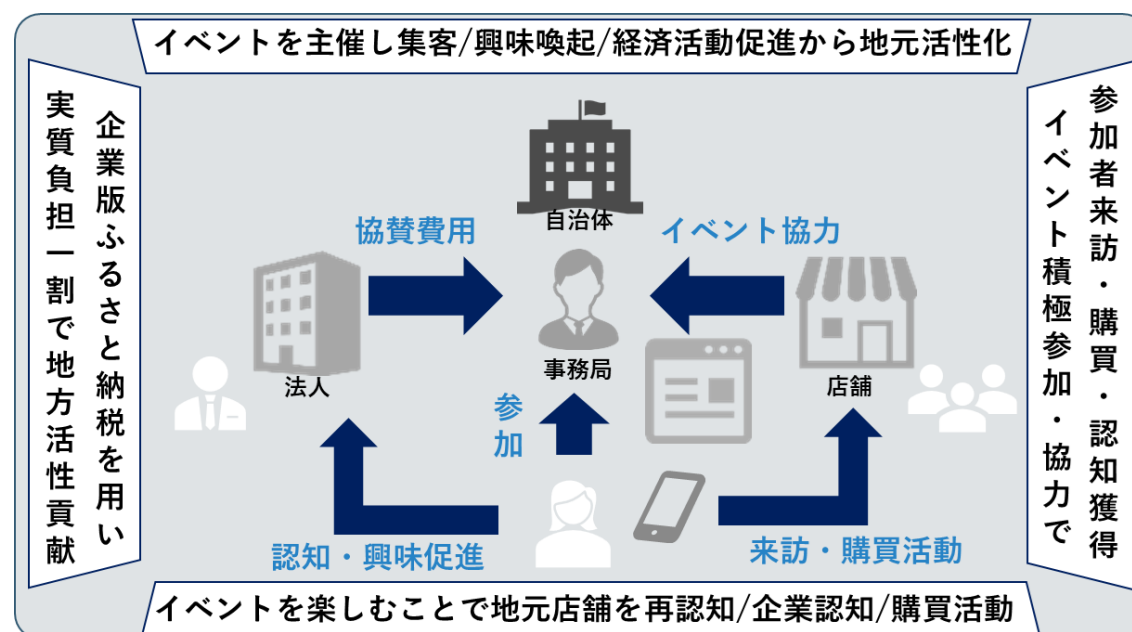 イベントを主催し集客/興味喚起/経済活動促進から地元活性化
企業版ふるさと納税を用い
実質負担一割で地方活性貢献
自治体
協賛費用
イベント協力
法人
事務局
店舗
参加
認知・興味促進
来訪・購買活動
イベント積極参加・協力で
参加者来訪・購買・認知獲得
イベントを楽しむことで地元店舗を再認知/企業認知/購買活動